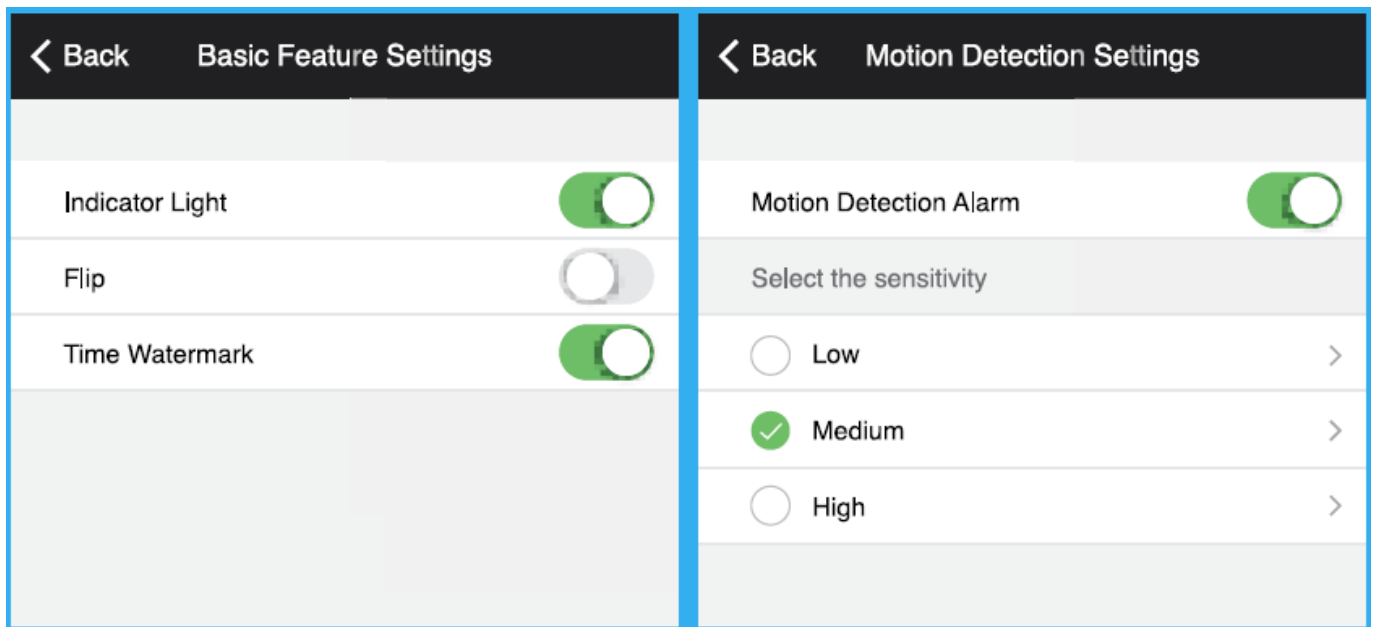 Back Basic Feature Settings
Indicator Light
Flip
Time Watermark
Back Motion Detection Settings
Motion Detection Alarm
Select the sensitivity
Low
Medium
High